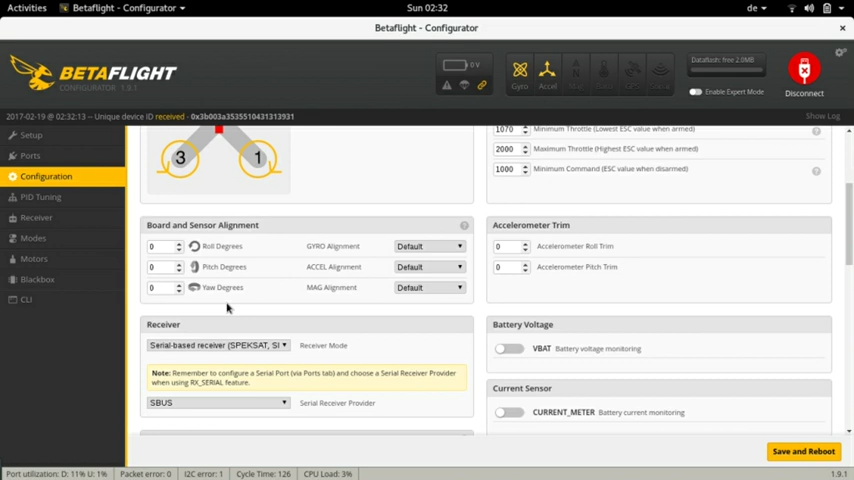 Activities Betaflight - Configurator Sun 02:32 de
Betaflight - Configurator
BETAFLIGHT
CONFIGURATOR 1.9.1
0 V
Gyro Accel Mag Baro GPS Sonar
Dataflash: free 2.0MB
Enable Expert Mode
Disconnect
2017-02-19 @ 02:32:13 -- Unique device ID received - 0x3b003a3535510431313931
Show Log
Setup
Ports
Configuration
PID Tuning
Receiver
Modes
Motors
Blackbox
CLI
3 1
1070 Minimum Throttle (Lowest ESC value when armed)
2000 Maximum Throttle (Highest ESC value when armed)
1000 Minimum Command (ESC value when disarmed)
Board and Sensor Alignment
0 Roll Degrees GYRO Alignment Default
0 Pitch Degrees ACCEL Alignment Default
0 Yaw Degrees MAG Alignment Default
Accelerometer Trim
0 Accelerometer Roll Trim
0 Accelerometer Pitch Trim
Receiver
Serial-based receiver (SPEKSAT, SI Receiver Mode
Note: Remember to configure a Serial Port (via Ports tab) and choose a Serial Receiver Provider
when using RX_SERIAL feature.
SBUS Serial Receiver Provider
Battery Voltage
VBAT Battery voltage monitoring
Current Sensor
CURRENT_METER Battery current monitoring
Save and Reboot
Port utilization: D: 11% U: 1% Packet error: 0 I2C error: 1 Cycle Time: 126 CPU Load: 3% 1.9.1